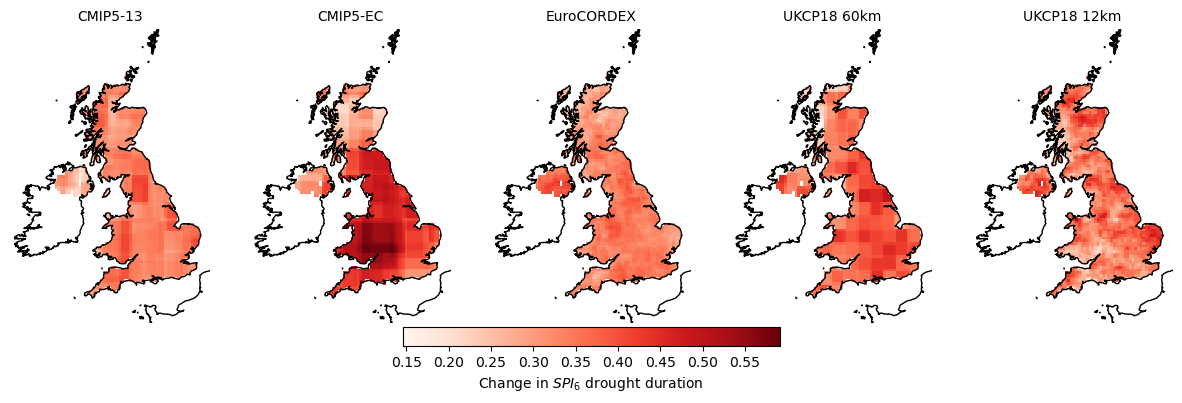 CMIP5-13 CMIP5-EC EuroCORDEX UKCP18 60km UKCP18 12km
0.15 0.20 0.25 0.30 0.35 0.40 0.45 0.50 0.55
Change in SPI₆ drought duration